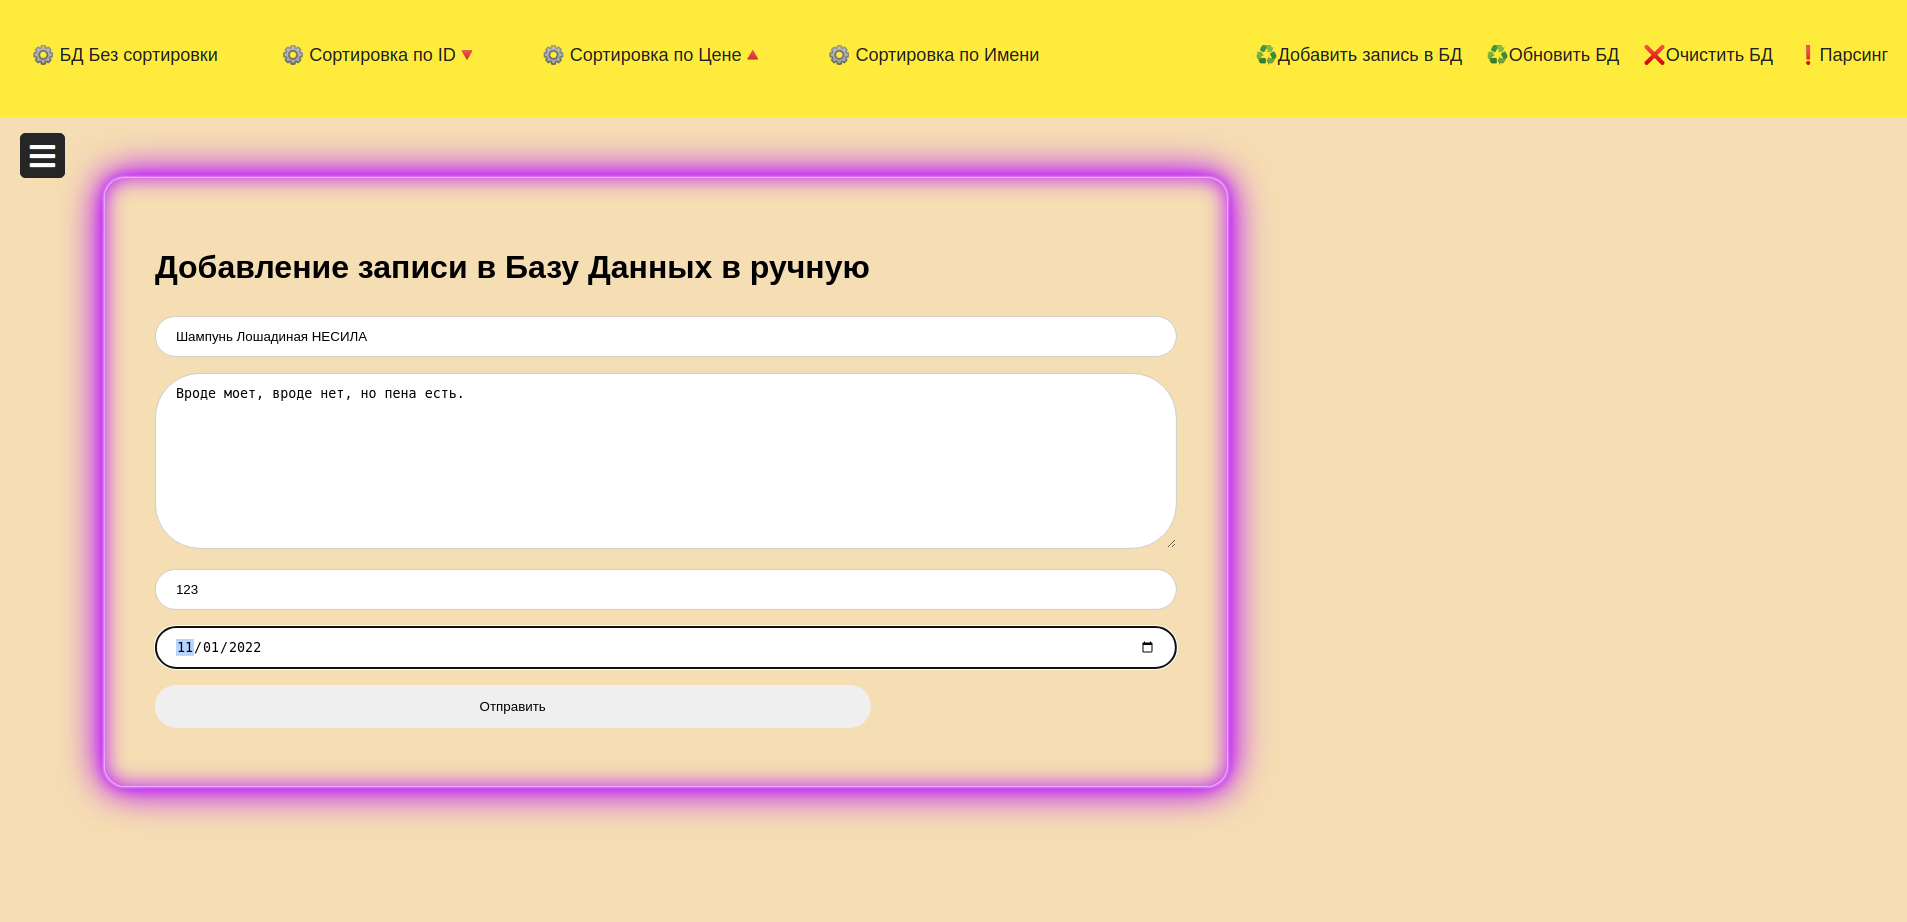 БД Без сортировки
Сортировка по ID
Сортировка по Цене
Сортировка по Имени
Добавить запись в БД
Обновить БД
Очистить БД
Парсинг
Добавление записи в Базу Данных в ручную
Шампунь Лошадиная НЕСИЛА
Вроде моет, вроде нет, но пена есть.
123
11/01/2022
Отправить